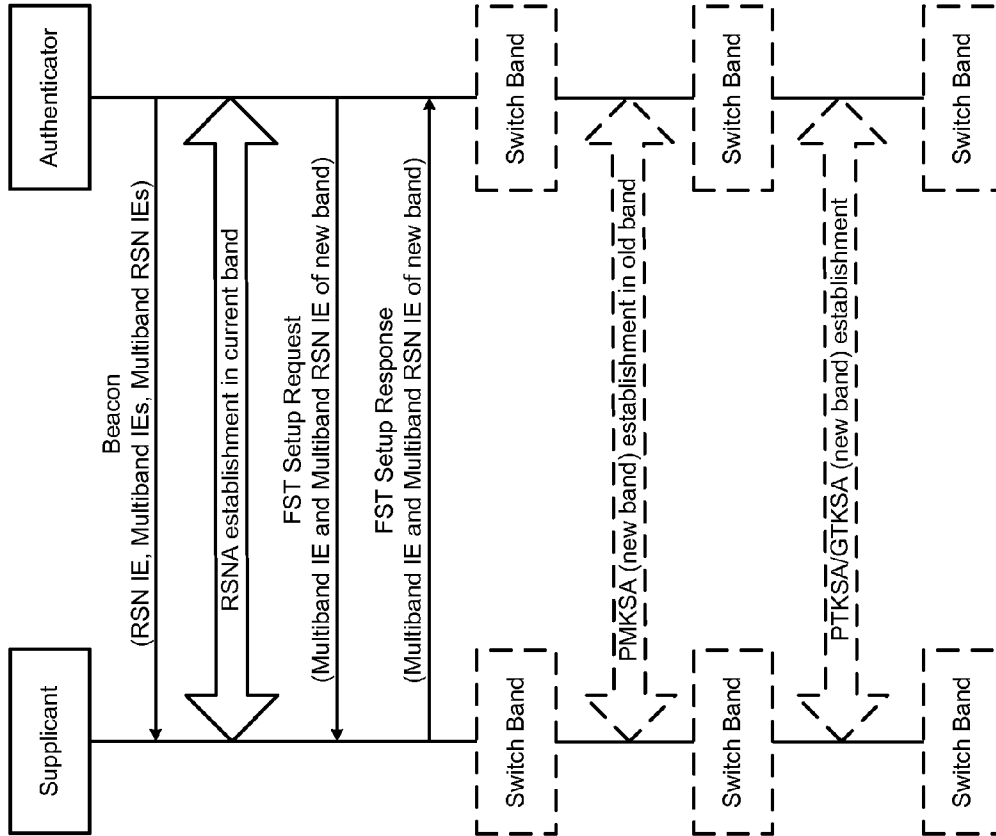 Supplicant
Authenticator
Beacon
(RSN IE, Multiband IEs, Multiband RSN IEs)
RSNA establishment in current band
FST Setup Request
(Multiband IE and Multiband RSN IE of new band)
FST Setup Response
(Multiband IE and Multiband RSN IE of new band)
Switch Band
Switch Band
PMKSA (new band) establishment in old band
Switch Band
Switch Band
PTKSA/GTKSA (new band) establishment
Switch Band
Switch Band